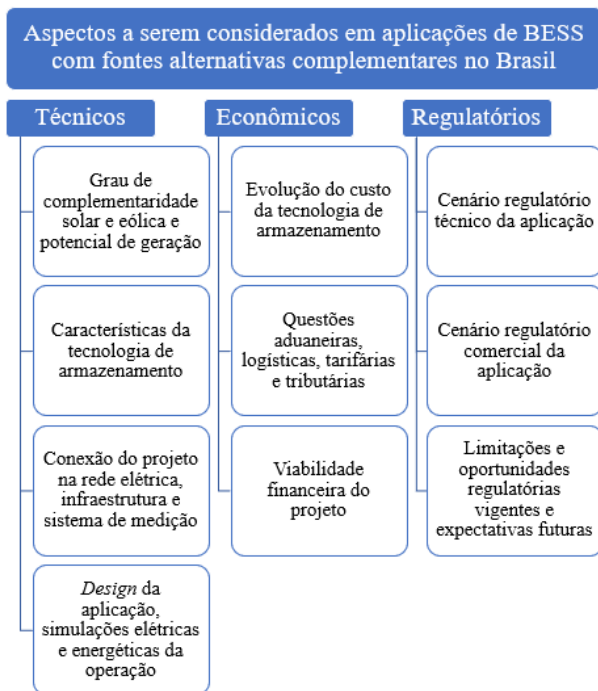 Aspectos a serem considerados em aplicações de BESS
com fontes alternativas complementares no Brasil
Técnicos
Grau de
complementaridade
solar e eólica e
potencial de geração
Características da
tecnologia de
armazenamento
Conexão do projeto
na rede elétrica,
infraestrutura e
sistema de medição
Design da
aplicação,
simulações elétricas
e energéticas da
operação
Econômicos
Evolução do custo
da tecnologia de
armazenamento
Questões
aduaneiras,
logísticas, tarifárias
e tributárias
Viabilidade
financeira do
projeto
Regulatórios
Cenário regulatório
técnico da aplicação
Cenário regulatório
comercial da
aplicação
Limitações e
oportunidades
regulatórias
vigentes e
expectativas futuras